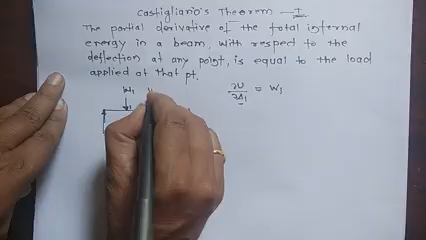 Castigliano's Theorem - I
The partial derivative of the total internal
energy in a beam, with respect to the
deflection at any point, is equal to the load
applied at that pt.
W₁
∂U/∂Δ₁ = W₁